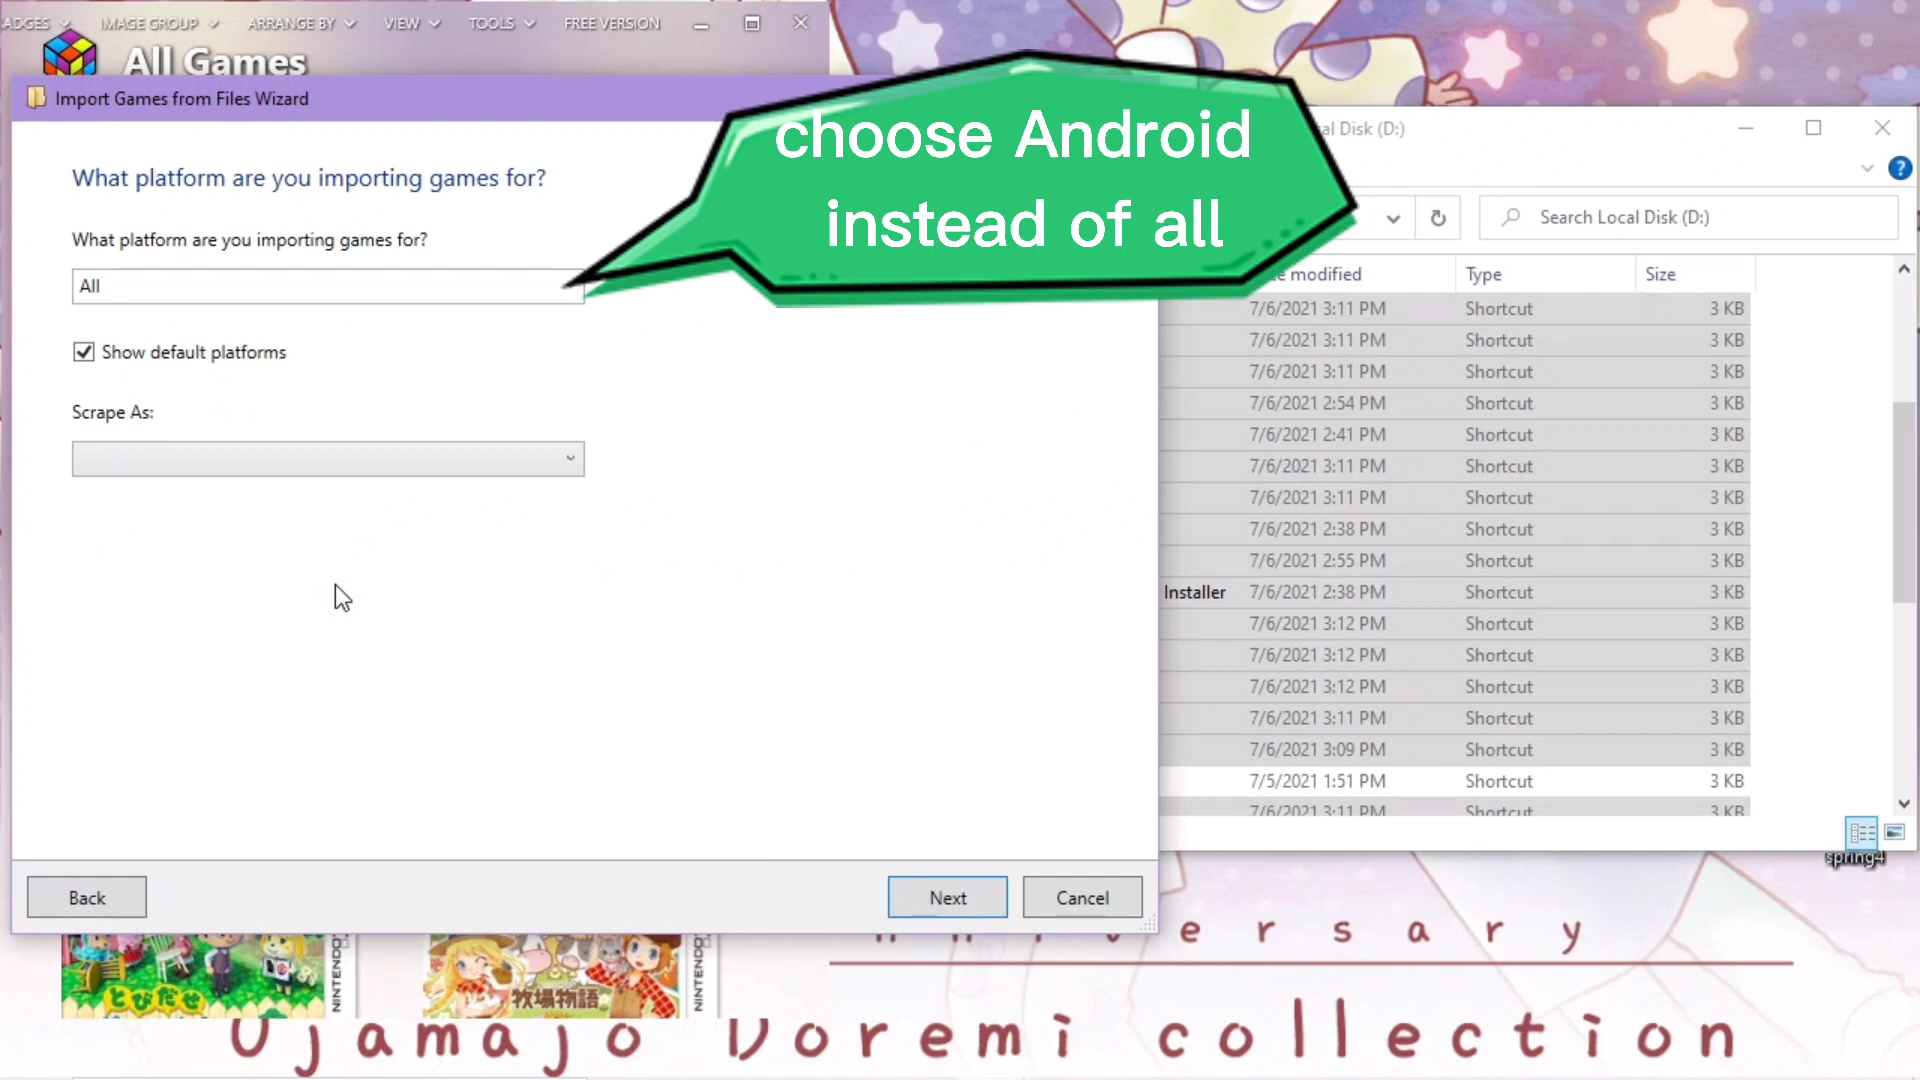 ADGES
IMAGE GROUP
ARRANGE BY
VIEW
TOOLS
FREE VERSION
All Games
Import Games from Files Wizard
choose Android
instead of all
What platform are you importing games for?
What platform are you importing games for?
All
Show default platforms
Scrape As:
Back
Next
Cancel
al Disk (D:)
Search Local Disk (D:)
e modified Type Size
7/6/2021 3:11 PM Shortcut 3 KB
7/6/2021 3:11 PM Shortcut 3 KB
7/6/2021 3:11 PM Shortcut 3 KB
7/6/2021 2:54 PM Shortcut 3 KB
7/6/2021 2:41 PM Shortcut 3 KB
7/6/2021 3:11 PM Shortcut 3 KB
7/6/2021 3:11 PM Shortcut 3 KB
7/6/2021 2:38 PM Shortcut 3 KB
7/6/2021 2:55 PM Shortcut 3 KB
Installer 7/6/2021 2:38 PM Shortcut 3 KB
7/6/2021 3:12 PM Shortcut 3 KB
7/6/2021 3:12 PM Shortcut 3 KB
7/6/2021 3:12 PM Shortcut 3 KB
7/6/2021 3:11 PM Shortcut 3 KB
7/6/2021 3:09 PM Shortcut 3 KB
7/5/2021 1:51 PM Shortcut 3 KB
7/6/2021 3:11 PM Shortcut 3 KB
spring4
とびだせ
NINTENDO
牧場物語
NINTENDO
n n i v e r s a r y
Ojamajo Doremi collection